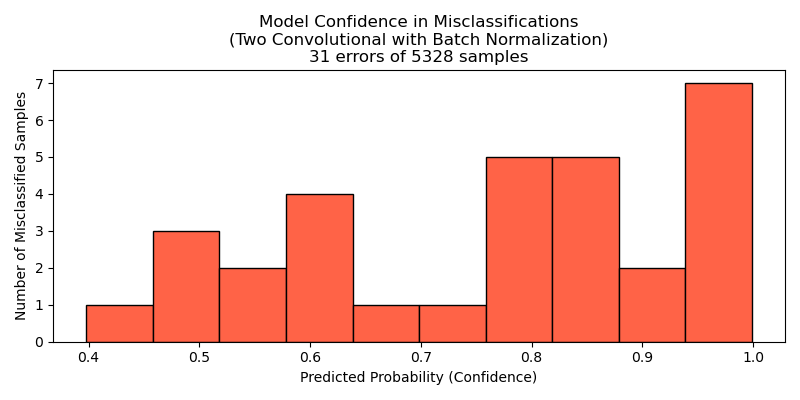 Model Confidence in Misclassifications
(Two Convolutional with Batch Normalization)
31 errors of 5328 samples
Number of Misclassified Samples
7
6
5
4
3
2
1
0
0.4 0.5 0.6 0.7 0.8 0.9 1.0
Predicted Probability (Confidence)